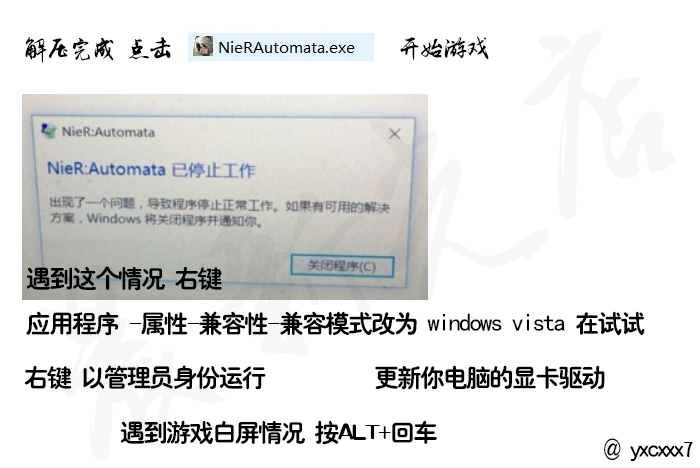 解压完成 点击 NieRAutomata.exe 开始游戏
NieR:Automata
NieR:Automata 已停止工作
出现了一个问题，导致程序停止正常工作。如果有可用的解决
方案，Windows 将关闭程序并通知你。
关闭程序(C)
遇到这个情况 右键
应用程序 -属性-兼容性-兼容模式改为 windows vista 在试试
右键 以管理员身份运行 更新你电脑的显卡驱动
遇到游戏白屏情况 按ALT+回车
@ yxcxxx7